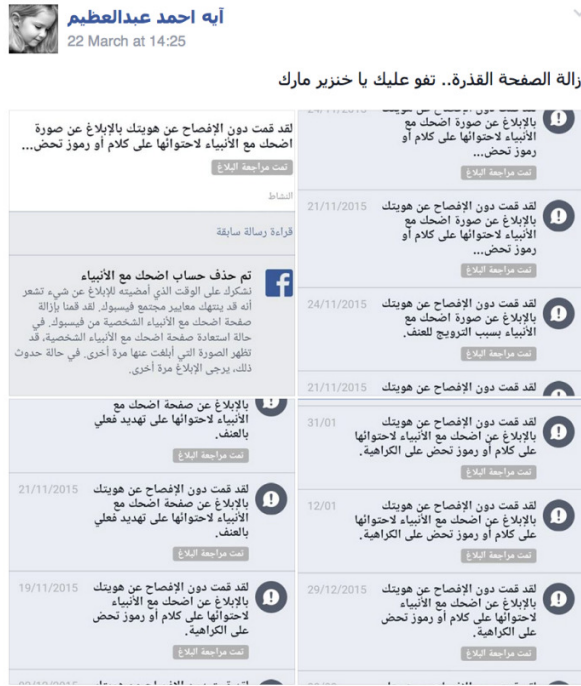 آيه احمد عبدالعظيم
22 March at 14:25
زالة الصفحة القذرة.. تفو عليك يا خنزير مارك
لقد قمت دون الإفصاح عن هويتك بالإبلاغ عن صورة
اضحك مع الأنبياء لاحتوائها على كلام أو رموز تحض...
تمت مراجعة البلاغ
النشاط
قراءة رسالة سابقة
تم حذف حساب اضحك مع الأنبياء
نشكرك على الوقت الذي أمضيته للإبلاغ عن شيء تشعر
أنه قد ينتهك معايير مجتمع فيسبوك. لقد قمنا بإزالة
صفحة اضحك مع الأنبياء الشخصية من فيسبوك. في
حالة استعادة صفحة اضحك مع الأنبياء الشخصية، قد
تظهر الصورة التي أبلغت عنها مرة أخرى. في حالة حدوث
ذلك، يرجى الإبلاغ مرة أخرى.
بالإبلاغ عن صورة اضحك مع
الأنبياء لاحتوائها على كلام أو
رموز تحض...
تمت مراجعة البلاغ
لقد قمت دون الإفصاح عن هويتك 21/11/2015
بالإبلاغ عن صورة اضحك مع
الأنبياء لاحتوائها على كلام أو
رموز تحض...
تمت مراجعة البلاغ
لقد قمت دون الإفصاح عن هويتك 24/11/2015
بالإبلاغ عن صورة اضحك مع
الأنبياء بسبب الترويج للعنف.
تمت مراجعة البلاغ
لقد قمت دون الإفصاح عن هويتك 21/11/2015
بالإبلاغ عن صفحة اضحك مع
الأنبياء لاحتوائها على تهديد فعلي
بالعنف.
تمت مراجعة البلاغ
لقد قمت دون الإفصاح عن هويتك 21/11/2015
بالإبلاغ عن صفحة اضحك مع
الأنبياء لاحتوائها على تهديد فعلي
بالعنف.
تمت مراجعة البلاغ
لقد قمت دون الإفصاح عن هويتك 19/11/2015
بالإبلاغ عن اضحك مع الأنبياء
لاحتوائها على كلام أو رموز تحض
على الكراهية.
تمت مراجعة البلاغ
لقد قمت دون الإفصاح عن هويتك 31/01
بالإبلاغ عن اضحك مع الأنبياء لاحتوائها
على كلام أو رموز تحض على الكراهية.
تمت مراجعة البلاغ
لقد قمت دون الإفصاح عن هويتك 12/01
بالإبلاغ عن اضحك مع الأنبياء لاحتوائها
على كلام أو رموز تحض على الكراهية.
تمت مراجعة البلاغ
لقد قمت دون الإفصاح عن هويتك 29/12/2015
بالإبلاغ عن اضحك مع الأنبياء
لاحتوائها على كلام أو رموز تحض
على الكراهية.
تمت مراجعة البلاغ